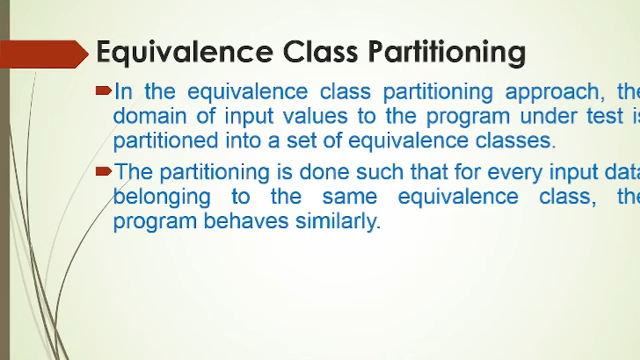 Equivalence Class Partitioning
In the equivalence class partitioning approach, the
domain of input values to the program under test is
partitioned into a set of equivalence classes.
The partitioning is done such that for every input data
belonging to the same equivalence class, the
program behaves similarly.